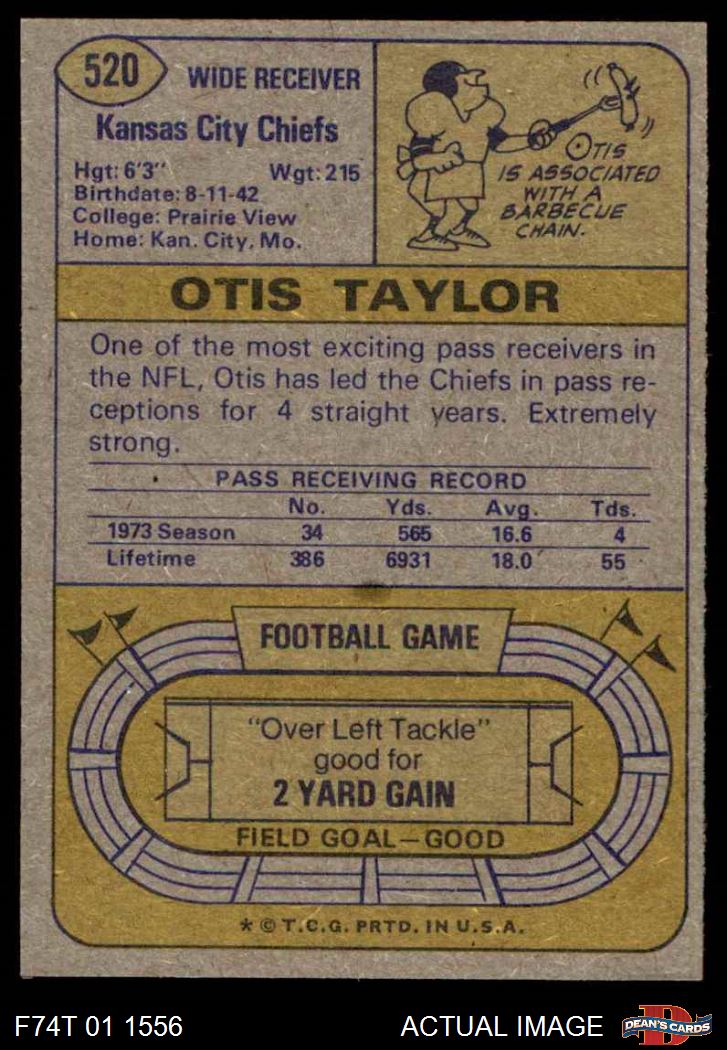 520 WIDE RECEIVER
Kansas City Chiefs
Hgt: 6'3" Wgt: 215
Birthdate: 8-11-42
College: Prairie View
Home: Kan. City, Mo.
OTIS
IS ASSOCIATED
WITH A
BARBECUE
CHAIN.
OTIS TAYLOR
One of the most exciting pass receivers in
the NFL, Otis has led the Chiefs in pass re-
ceptions for 4 straight years. Extremely
strong.
PASS RECEIVING RECORD
No. Yds. Avg. Tds.
1973 Season 34 565 16.6 4
Lifetime 386 6931 18.0 55
FOOTBALL GAME
"Over Left Tackle"
good for
2 YARD GAIN
FIELD GOAL—GOOD
* © T.C.G. PRTD. IN U.S.A.
F74T 01 1556 ACTUAL IMAGE
D
DEAN'S CARDS